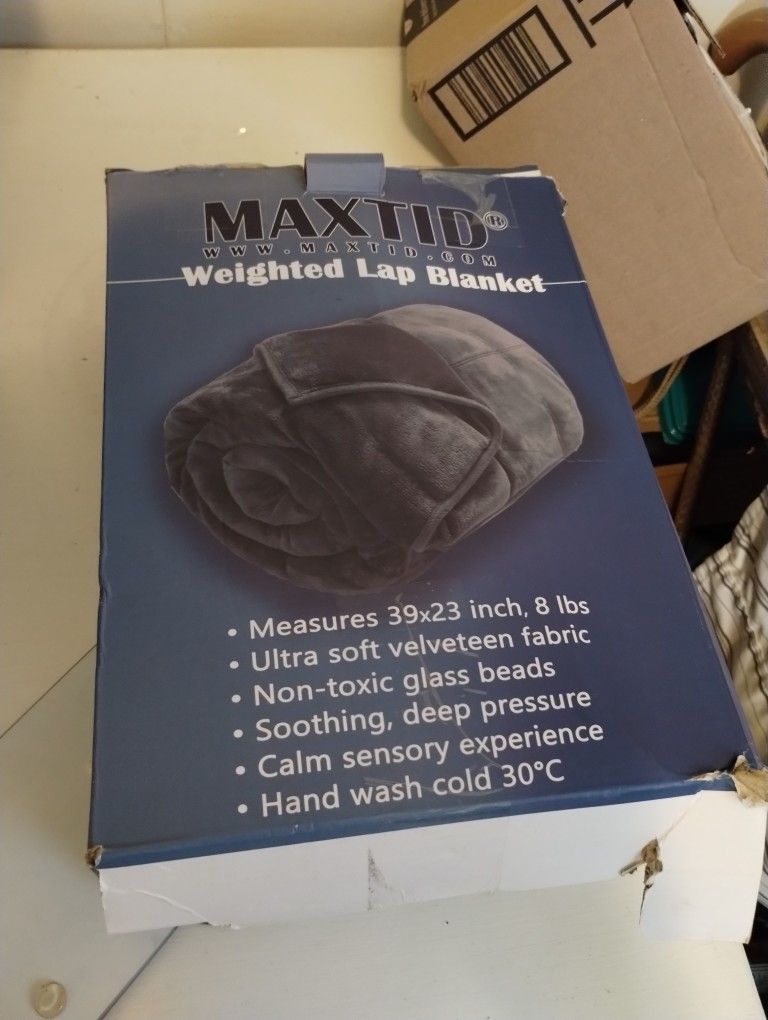 MAXTID®
WWW.MAXTID.COM
Weighted Lap Blanket
• Measures 39x23 inch, 8 lbs
• Ultra soft velveteen fabric
• Non-toxic glass beads
• Soothing, deep pressure
• Calm sensory experience
• Hand wash cold 30°C